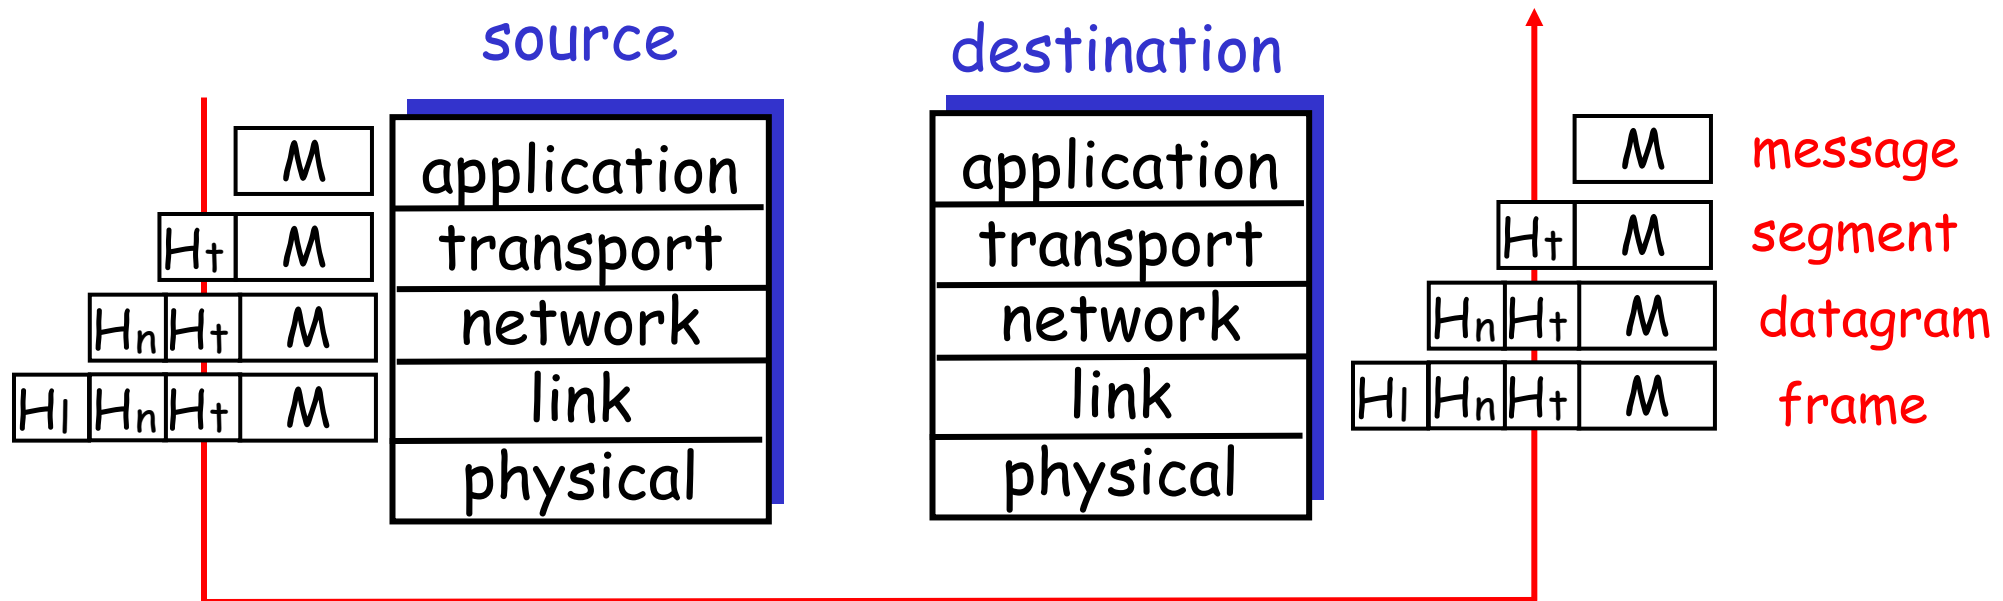 source
destination
M
application
application
M
message
Ht M
transport
transport
Ht M
segment
Hn Ht M
network
network
Hn Ht M
datagram
Hl Hn Ht M
link
link
Hl Hn Ht M
frame
physical
physical